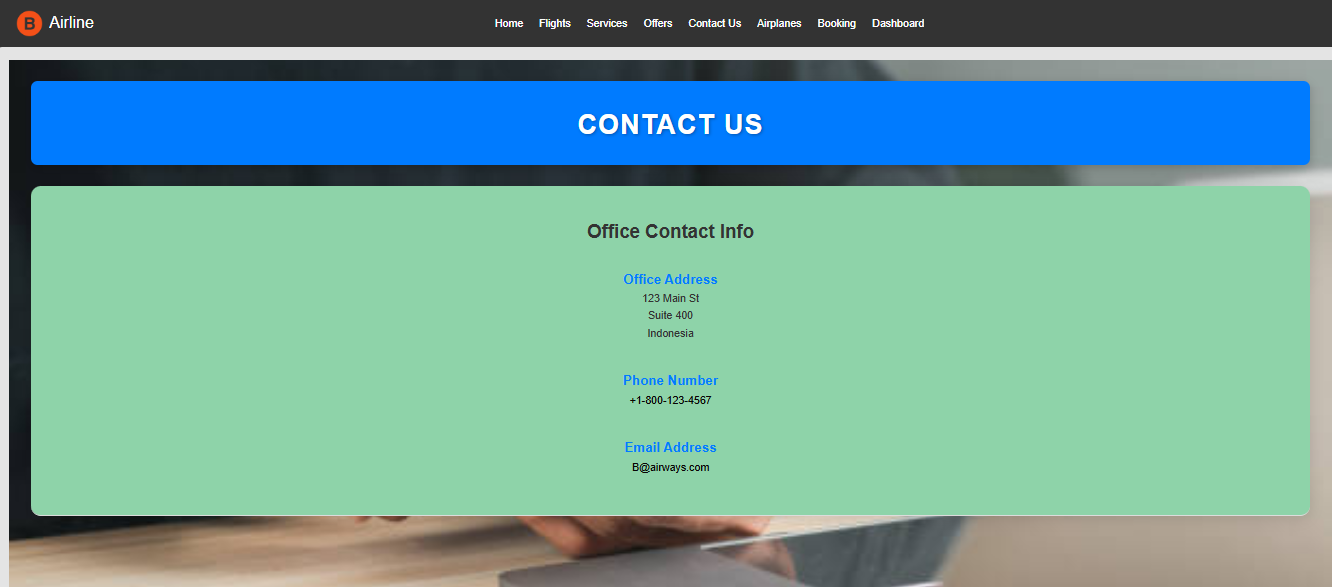 B Airline
Home Flights Services Offers Contact Us Airplanes Booking Dashboard
CONTACT US
Office Contact Info
Office Address
123 Main St
Suite 400
Indonesia
Phone Number
+1-800-123-4567
Email Address
B@airways.com